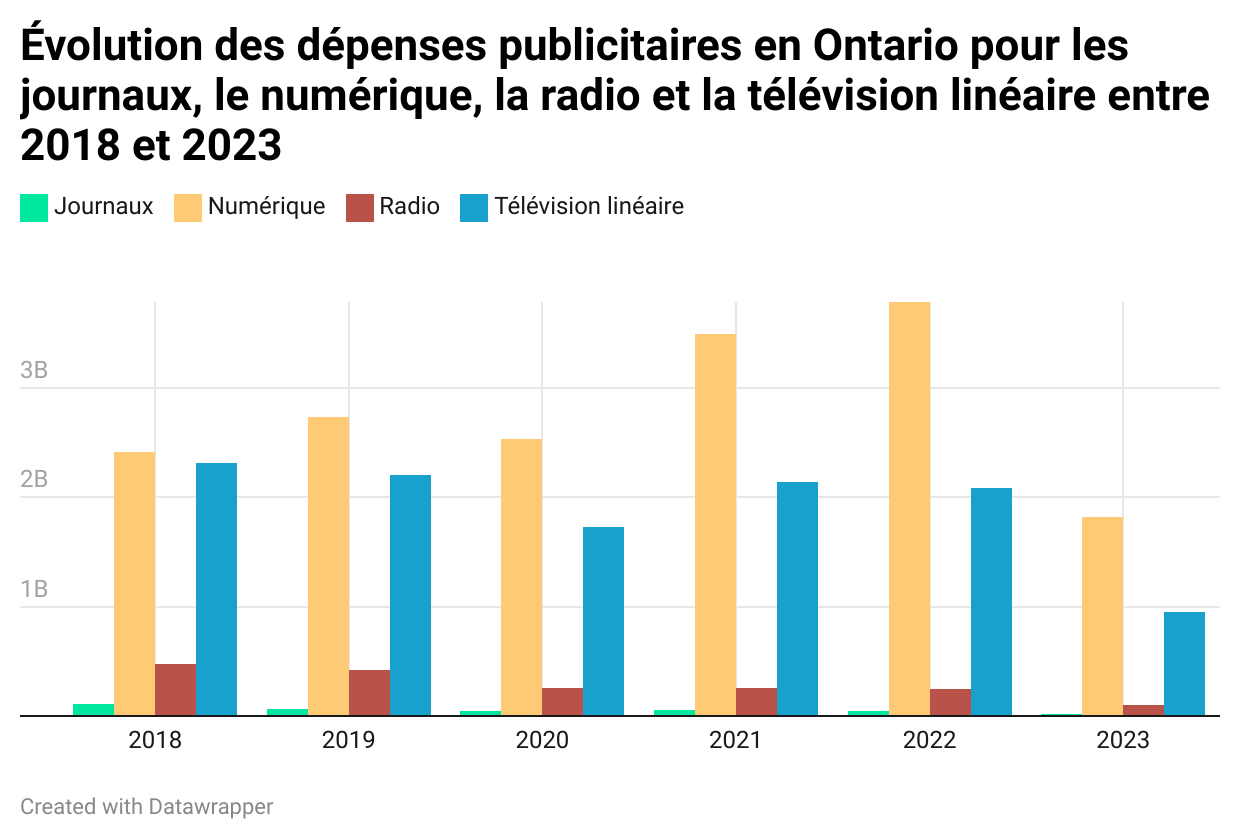 Évolution des dépenses publicitaires en Ontario pour les
journaux, le numérique, la radio et la télévision linéaire entre
2018 et 2023
Journaux Numérique Radio Télévision linéaire
3B
2B
1B
2018 2019 2020 2021 2022 2023
Created with Datawrapper